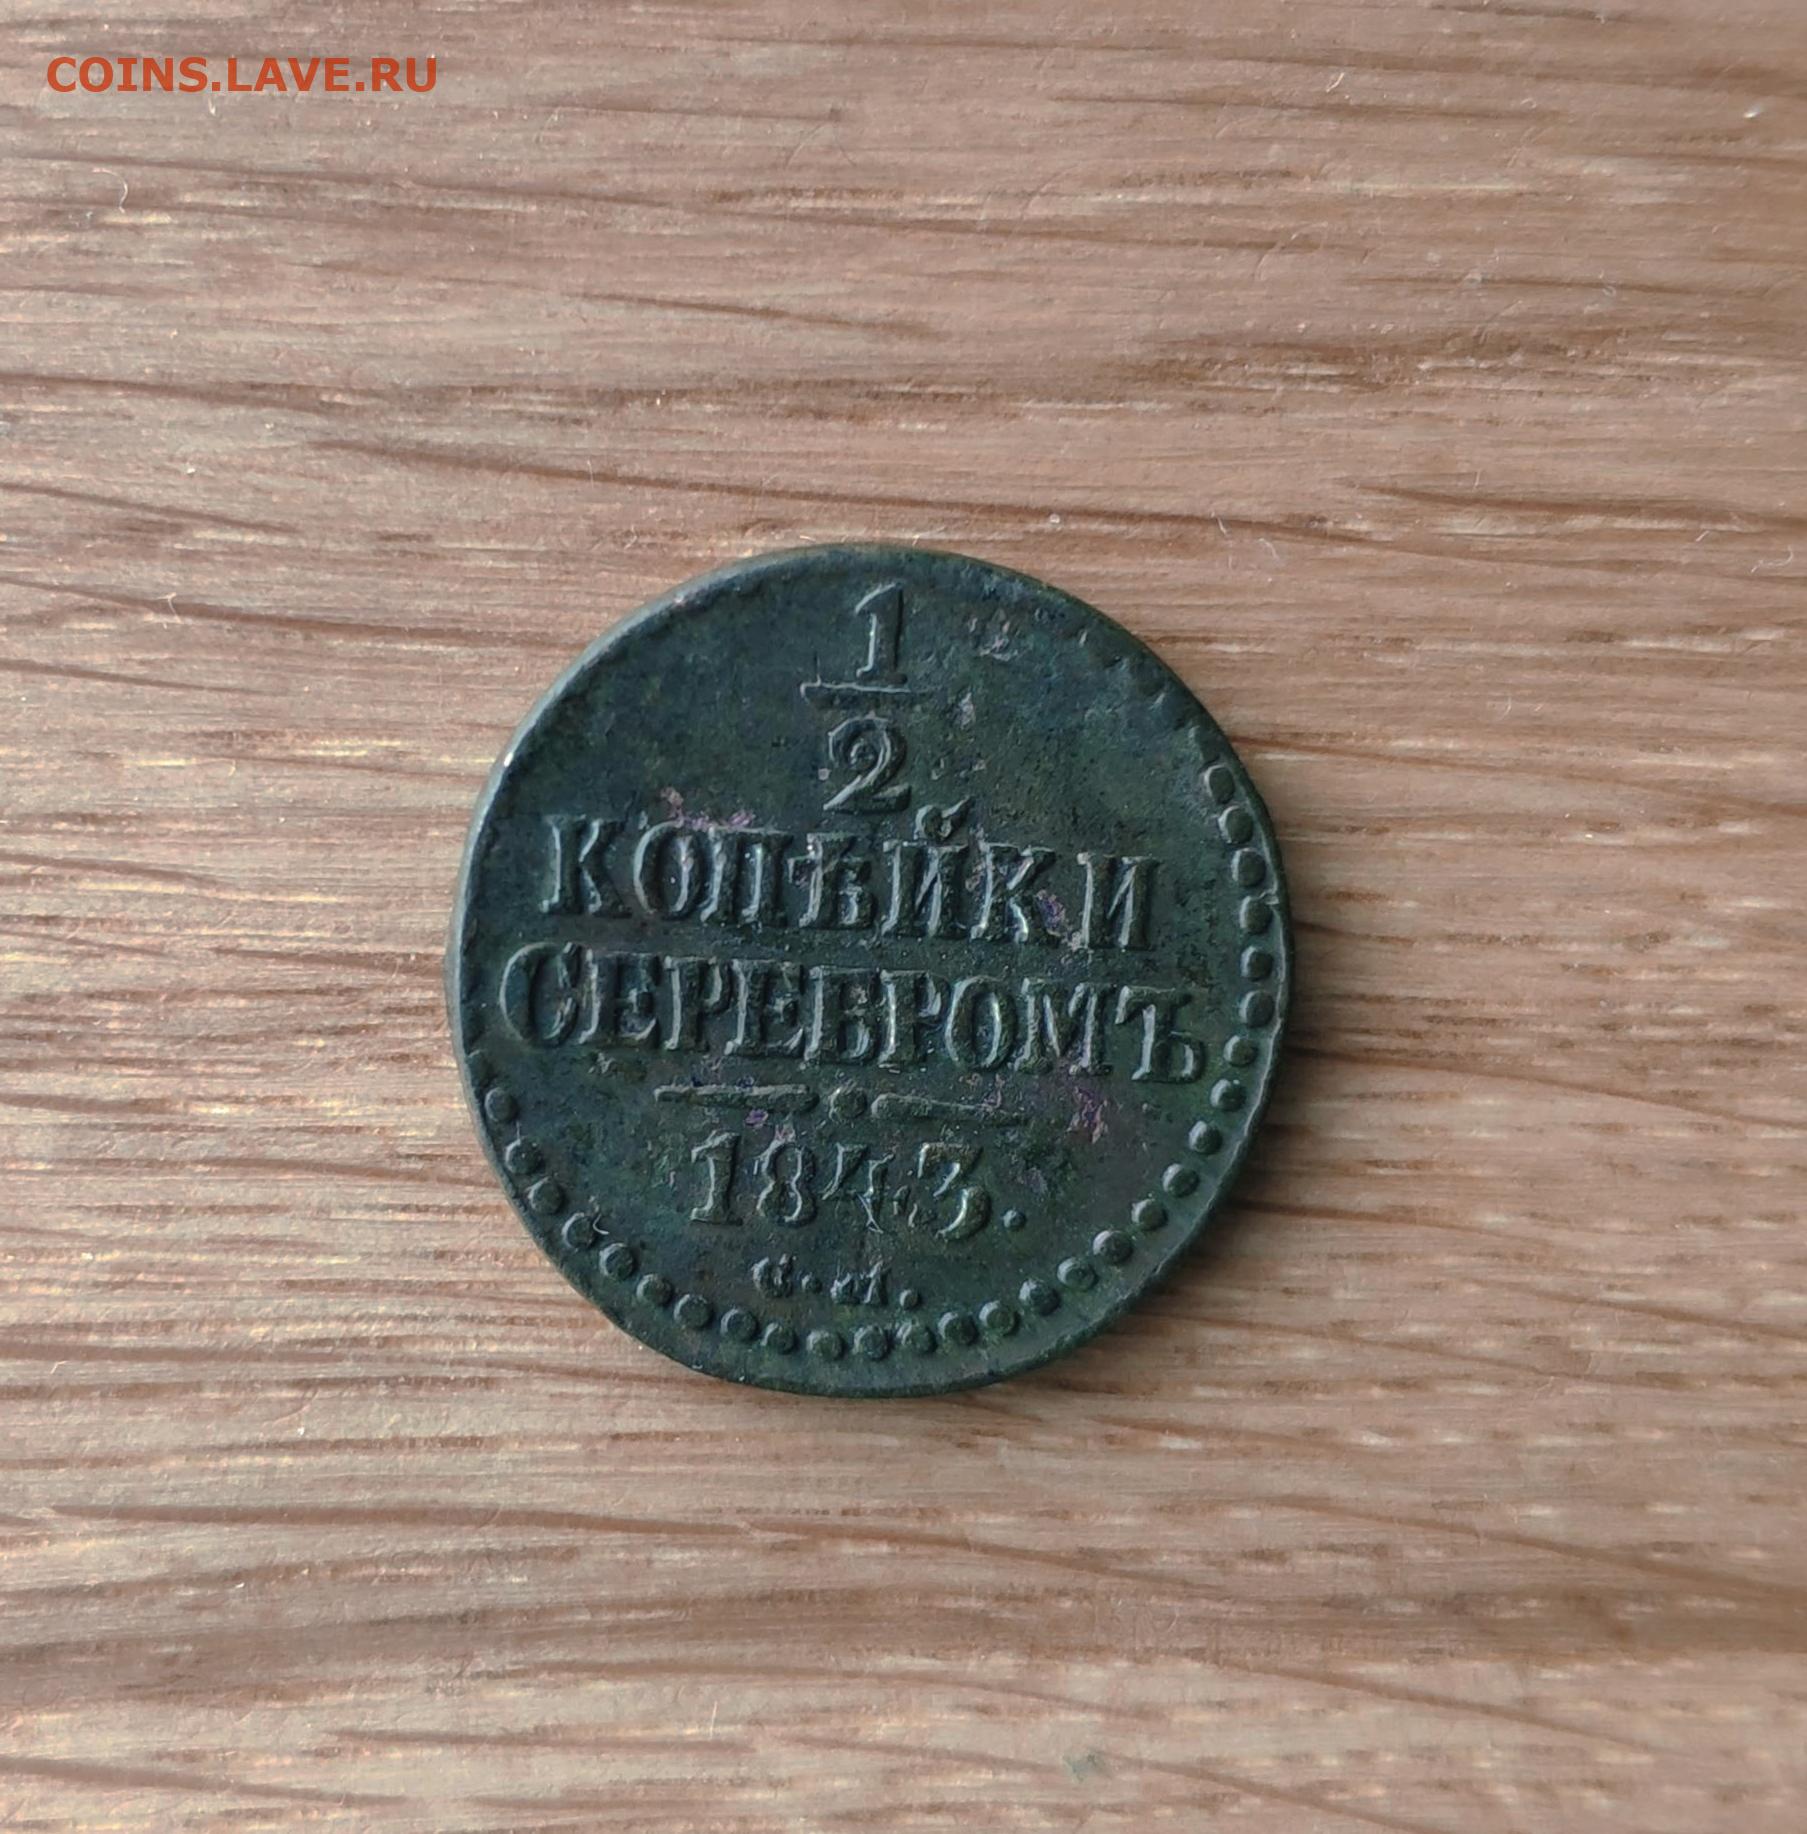 COINS.LAVE.RU
1
2
КОПѢЙКИ
СЕРЕБРОМЪ
1843.
С.М.